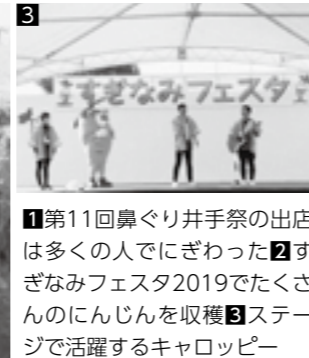 3
すぎなみフェスタ
1第11回鼻ぐり井手祭の出店
は多くの人でにぎわった2す
ぎなみフェスタ2019でたくさ
んのにんじんを収穫3ステー
ジで活躍するキャロッピー